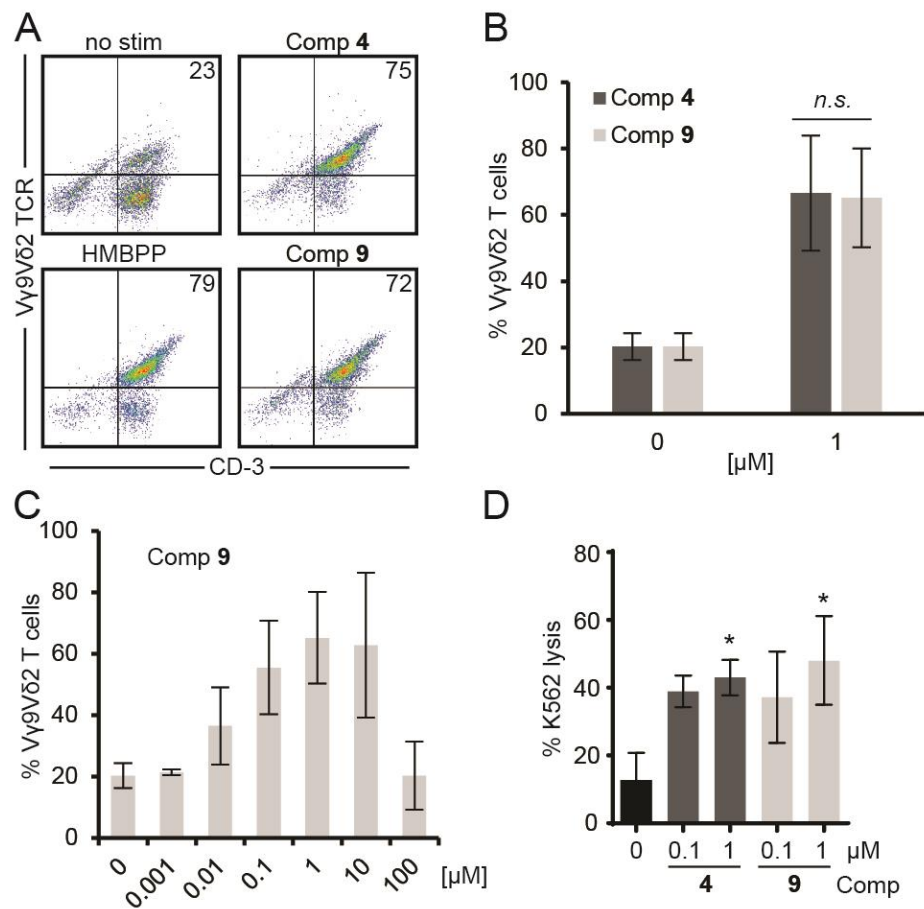 A
no stim
Comp 4
23
75
HMBPP
Comp 9
79
72
Vγ9Vδ2 TCR
CD-3
B
% Vγ9Vδ2 T cells
100
80
60
40
20
0
Comp 4
Comp 9
n.s.
0
1
[µM]
C
% Vγ9Vδ2 T cells
100
80
60
40
20
0
Comp 9
0
0.001
0.01
0.1
1
10
100
[µM]
D
% K562 lysis
80
60
40
20
0
*
*
0 0.1 1 0.1 1 µM
4 9 Comp